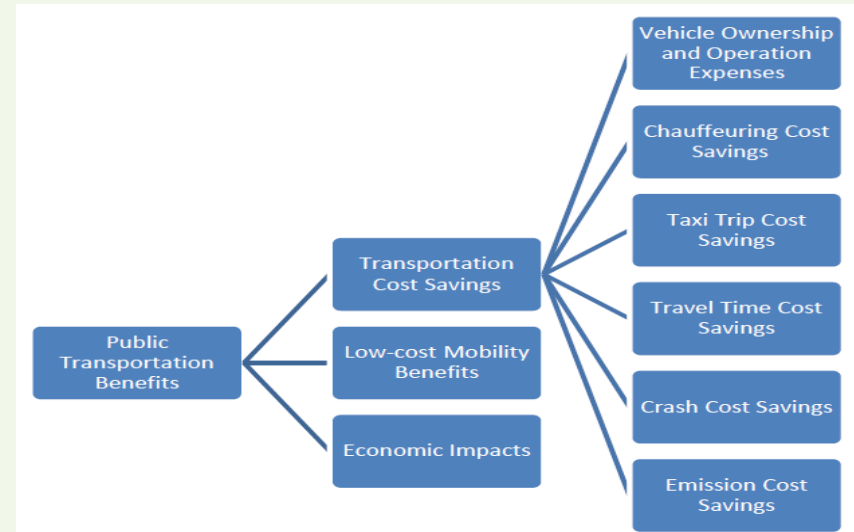 Public
Transportation
Benefits
Transportation
Cost Savings
Low-cost Mobility
Benefits
Economic Impacts
Vehicle Ownership
and Operation
Expenses
Chauffeuring Cost
Savings
Taxi Trip Cost
Savings
Travel Time Cost
Savings
Crash Cost Savings
Emission Cost
Savings